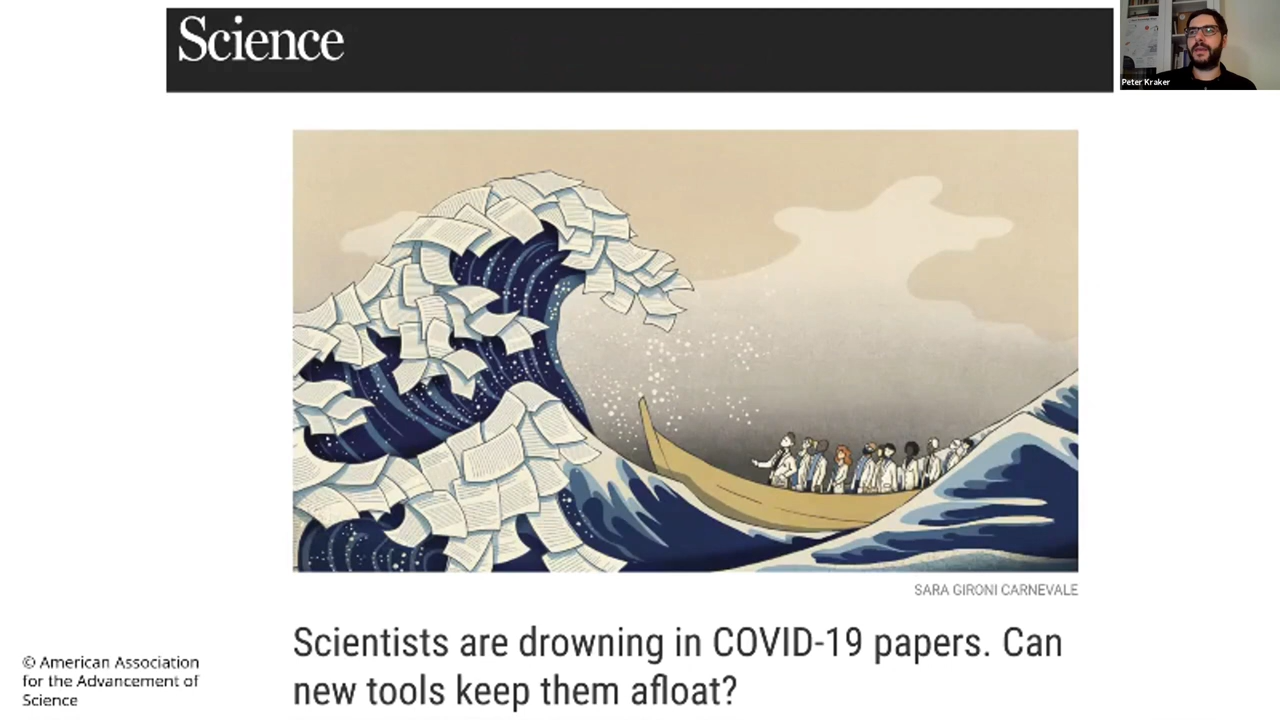 Science
Peter Kraker
SARA GIRONI CARNEVALE
Scientists are drowning in COVID-19 papers. Can
new tools keep them afloat?
© American Association
for the Advancement of
Science